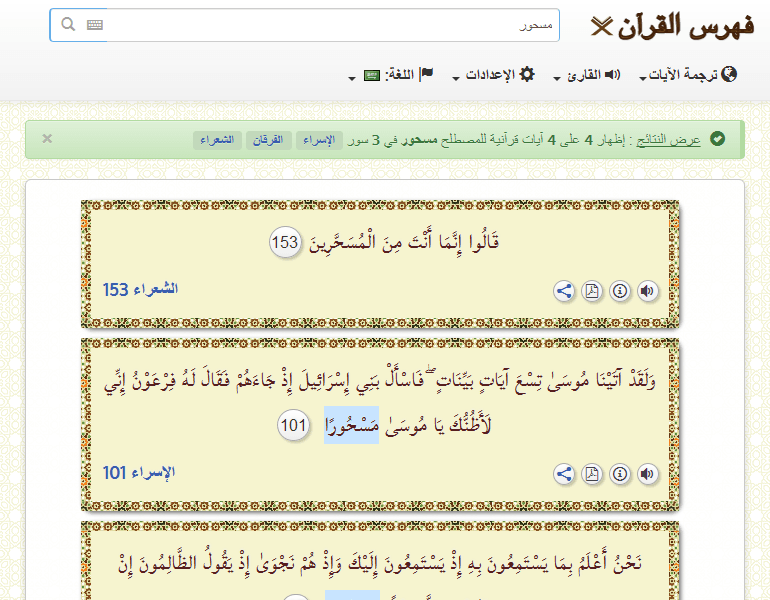 فهرس القرآن
مسحور
ترجمة الآيات القارئ الإعدادات اللغة:
عرض النتائج : إظهار 4 على 4 آيات قرآنية للمصطلح مسحور في 3 سور الإسراء الفرقان الشعراء ×
قَالُوا إِنَّمَا أَنْتَ مِنَ الْمُسَحَّرِينَ 153
الشعراء 153
وَلَقَدْ آتَيْنَا مُوسَىٰ تِسْعَ آيَاتٍ بَيِّنَاتٍ ۖ فَاسْأَلْ بَنِي إِسْرَائِيلَ إِذْ جَاءَهُمْ فَقَالَ لَهُ فِرْعَوْنُ إِنِّي
لَأَظُنُّكَ يَا مُوسَىٰ مَسْحُورًا 101
الإسراء 101
نَحْنُ أَعْلَمُ بِمَا يَسْتَمِعُونَ بِهِ إِذْ يَسْتَمِعُونَ إِلَيْكَ وَإِذْ هُمْ نَجْوَىٰ إِذْ يَقُولُ الظَّالِمُونَ إِنْ